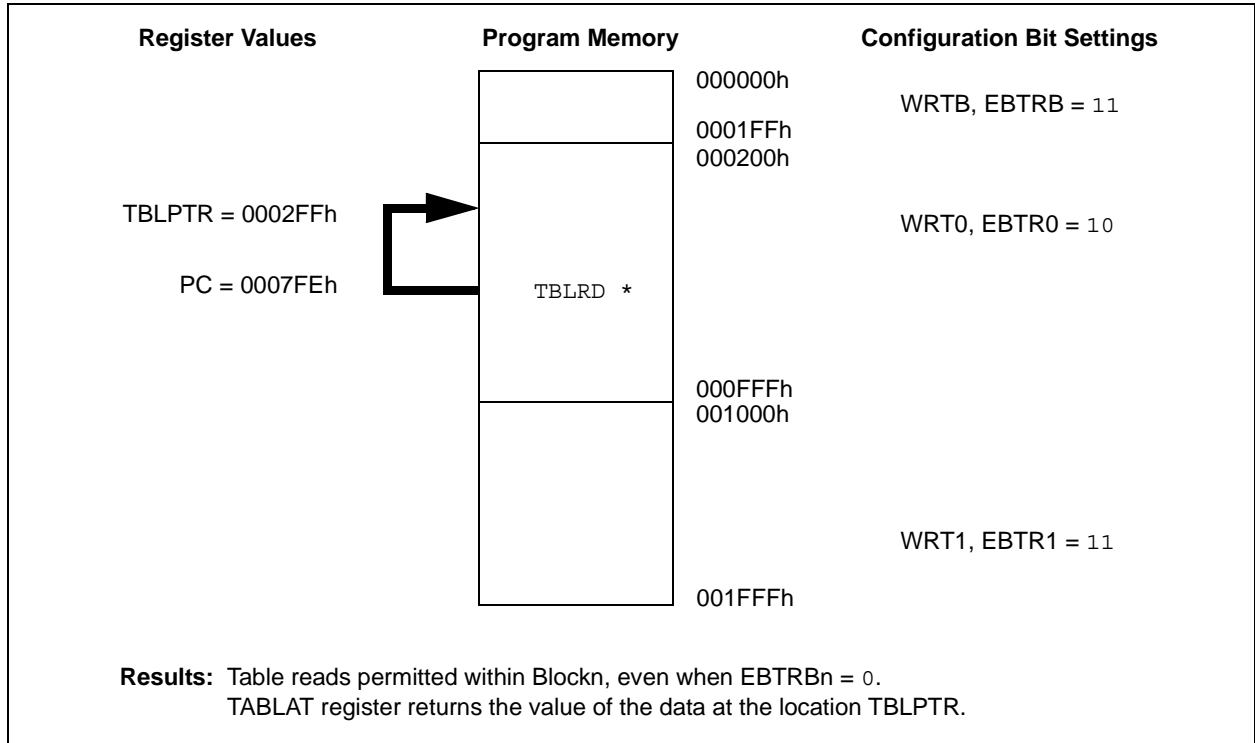 Register Values Program Memory Configuration Bit Settings
000000h
WRTB, EBTRB = 11
0001FFh
000200h
TBLPTR = 0002FFh
WRT0, EBTR0 = 10
PC = 0007FEh
TBLRD *
000FFFh
001000h
WRT1, EBTR1 = 11
001FFFh
Results: Table reads permitted within Blockn, even when EBTRBn = 0.
TABLAT register returns the value of the data at the location TBLPTR.